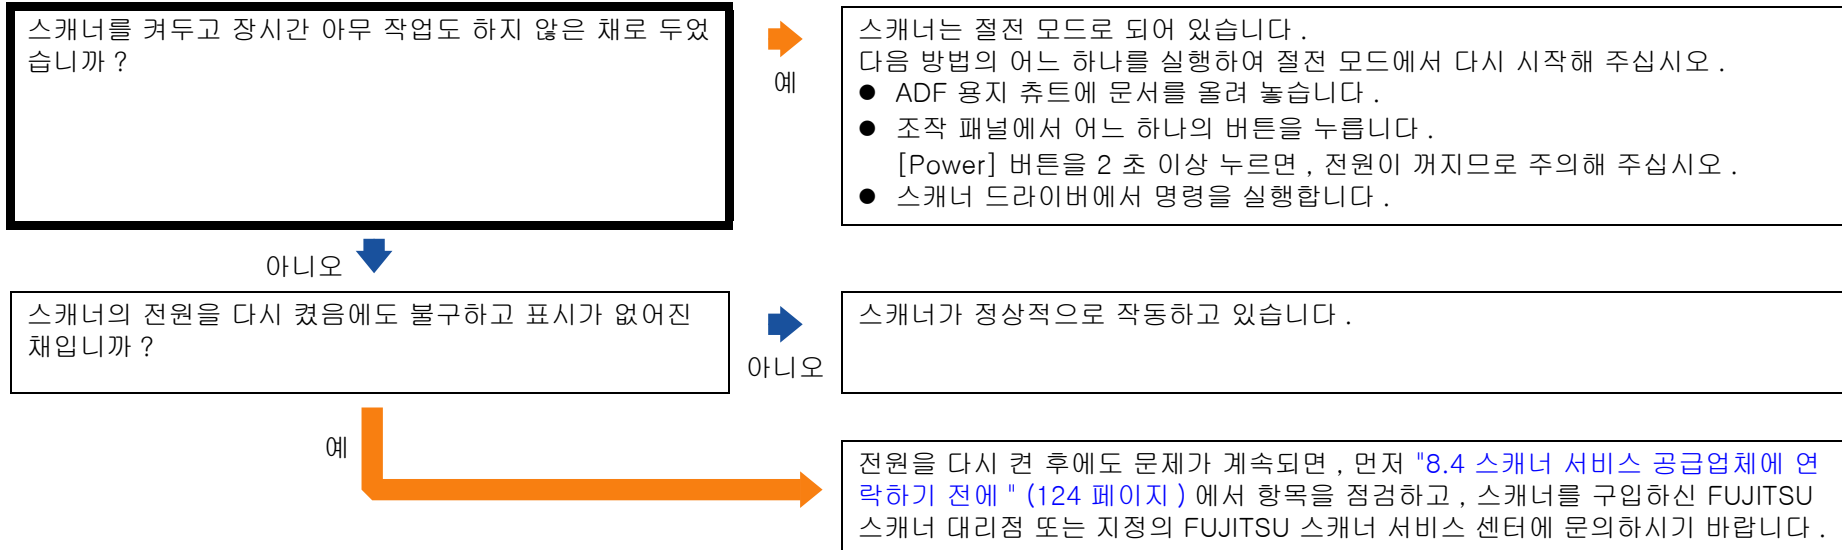 스캐너를 켜두고 장시간 아무 작업도 하지 않은 채로 두었
습니까 ?
예
스캐너는 절전 모드로 되어 있습니다 .
다음 방법의 어느 하나를 실행하여 절전 모드에서 다시 시작해 주십시오 .
● ADF 용지 츄트에 문서를 올려 놓습니다 .
● 조작 패널에서 어느 하나의 버튼을 누릅니다 .
[Power] 버튼을 2 초 이상 누르면 , 전원이 꺼지므로 주의해 주십시오 .
● 스캐너 드라이버에서 명령을 실행합니다 .
아니오
스캐너의 전원을 다시 켰음에도 불구하고 표시가 없어진
채입니까 ?
아니오
스캐너가 정상적으로 작동하고 있습니다 .
예
전원을 다시 켠 후에도 문제가 계속되면 , 먼저 "8.4 스캐너 서비스 공급업체에 연
락하기 전에 " (124 페이지 ) 에서 항목을 점검하고 , 스캐너를 구입하신 FUJITSU
스캐너 대리점 또는 지정의 FUJITSU 스캐너 서비스 센터에 문의하시기 바랍니다 .